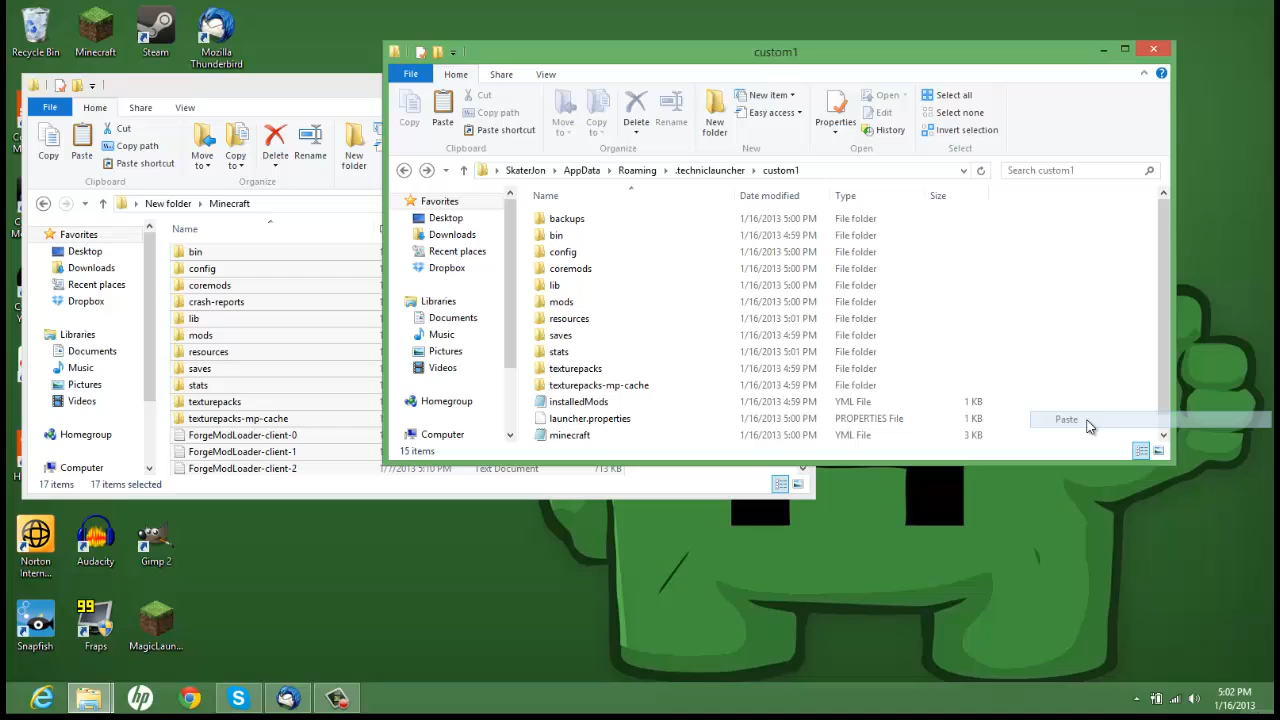 Recycle Bin
Minecraft
Steam
Mozilla
Thunderbird
File
Home
Share
View
Copy
Paste
Cut
Copy path
Paste shortcut
Clipboard
Move
to
Copy
to
Delete
Rename
Organize
New
folder
New folder
Minecraft
Name
Favorites
Desktop
Downloads
Recent places
Dropbox
Libraries
Documents
Music
Pictures
Videos
Homegroup
Computer
bin
config
coremods
crash-reports
lib
mods
resources
saves
stats
texturepacks
texturepacks-mp-cache
ForgeModLoader-client-0
ForgeModLoader-client-1
ForgeModLoader-client-2
1/7/2013 5:10 PM
Text Document
713 KB
17 items
17 items selected
custom1
File
Home
Share
View
Copy
Paste
Cut
Copy path
Paste shortcut
Clipboard
Move
to
Copy
to
Delete
Rename
Organize
New
folder
New item
Easy access
New
Properties
Open
Edit
History
Open
Select all
Select none
Invert selection
Select
SkaterJon
AppData
Roaming
.techniclauncher
custom1
Search custom1
Favorites
Desktop
Downloads
Recent places
Dropbox
Libraries
Documents
Music
Pictures
Videos
Homegroup
Computer
Name Date modified Type Size
backups 1/16/2013 5:00 PM File folder
bin 1/16/2013 4:59 PM File folder
config 1/16/2013 5:00 PM File folder
coremods 1/16/2013 5:00 PM File folder
lib 1/16/2013 5:00 PM File folder
mods 1/16/2013 5:00 PM File folder
resources 1/16/2013 5:01 PM File folder
saves 1/16/2013 4:59 PM File folder
stats 1/16/2013 5:01 PM File folder
texturepacks 1/16/2013 4:59 PM File folder
texturepacks-mp-cache 1/16/2013 4:59 PM File folder
installedMods 1/16/2013 4:59 PM YML File 1 KB
launcher.properties 1/16/2013 5:00 PM PROPERTIES File 1 KB
minecraft 1/16/2013 5:00 PM YML File 3 KB
15 items
Paste
Norton
Intern...
Audacity
Gimp 2
Snapfish
99
Fraps
MagicLaun...
5:02 PM
1/16/2013